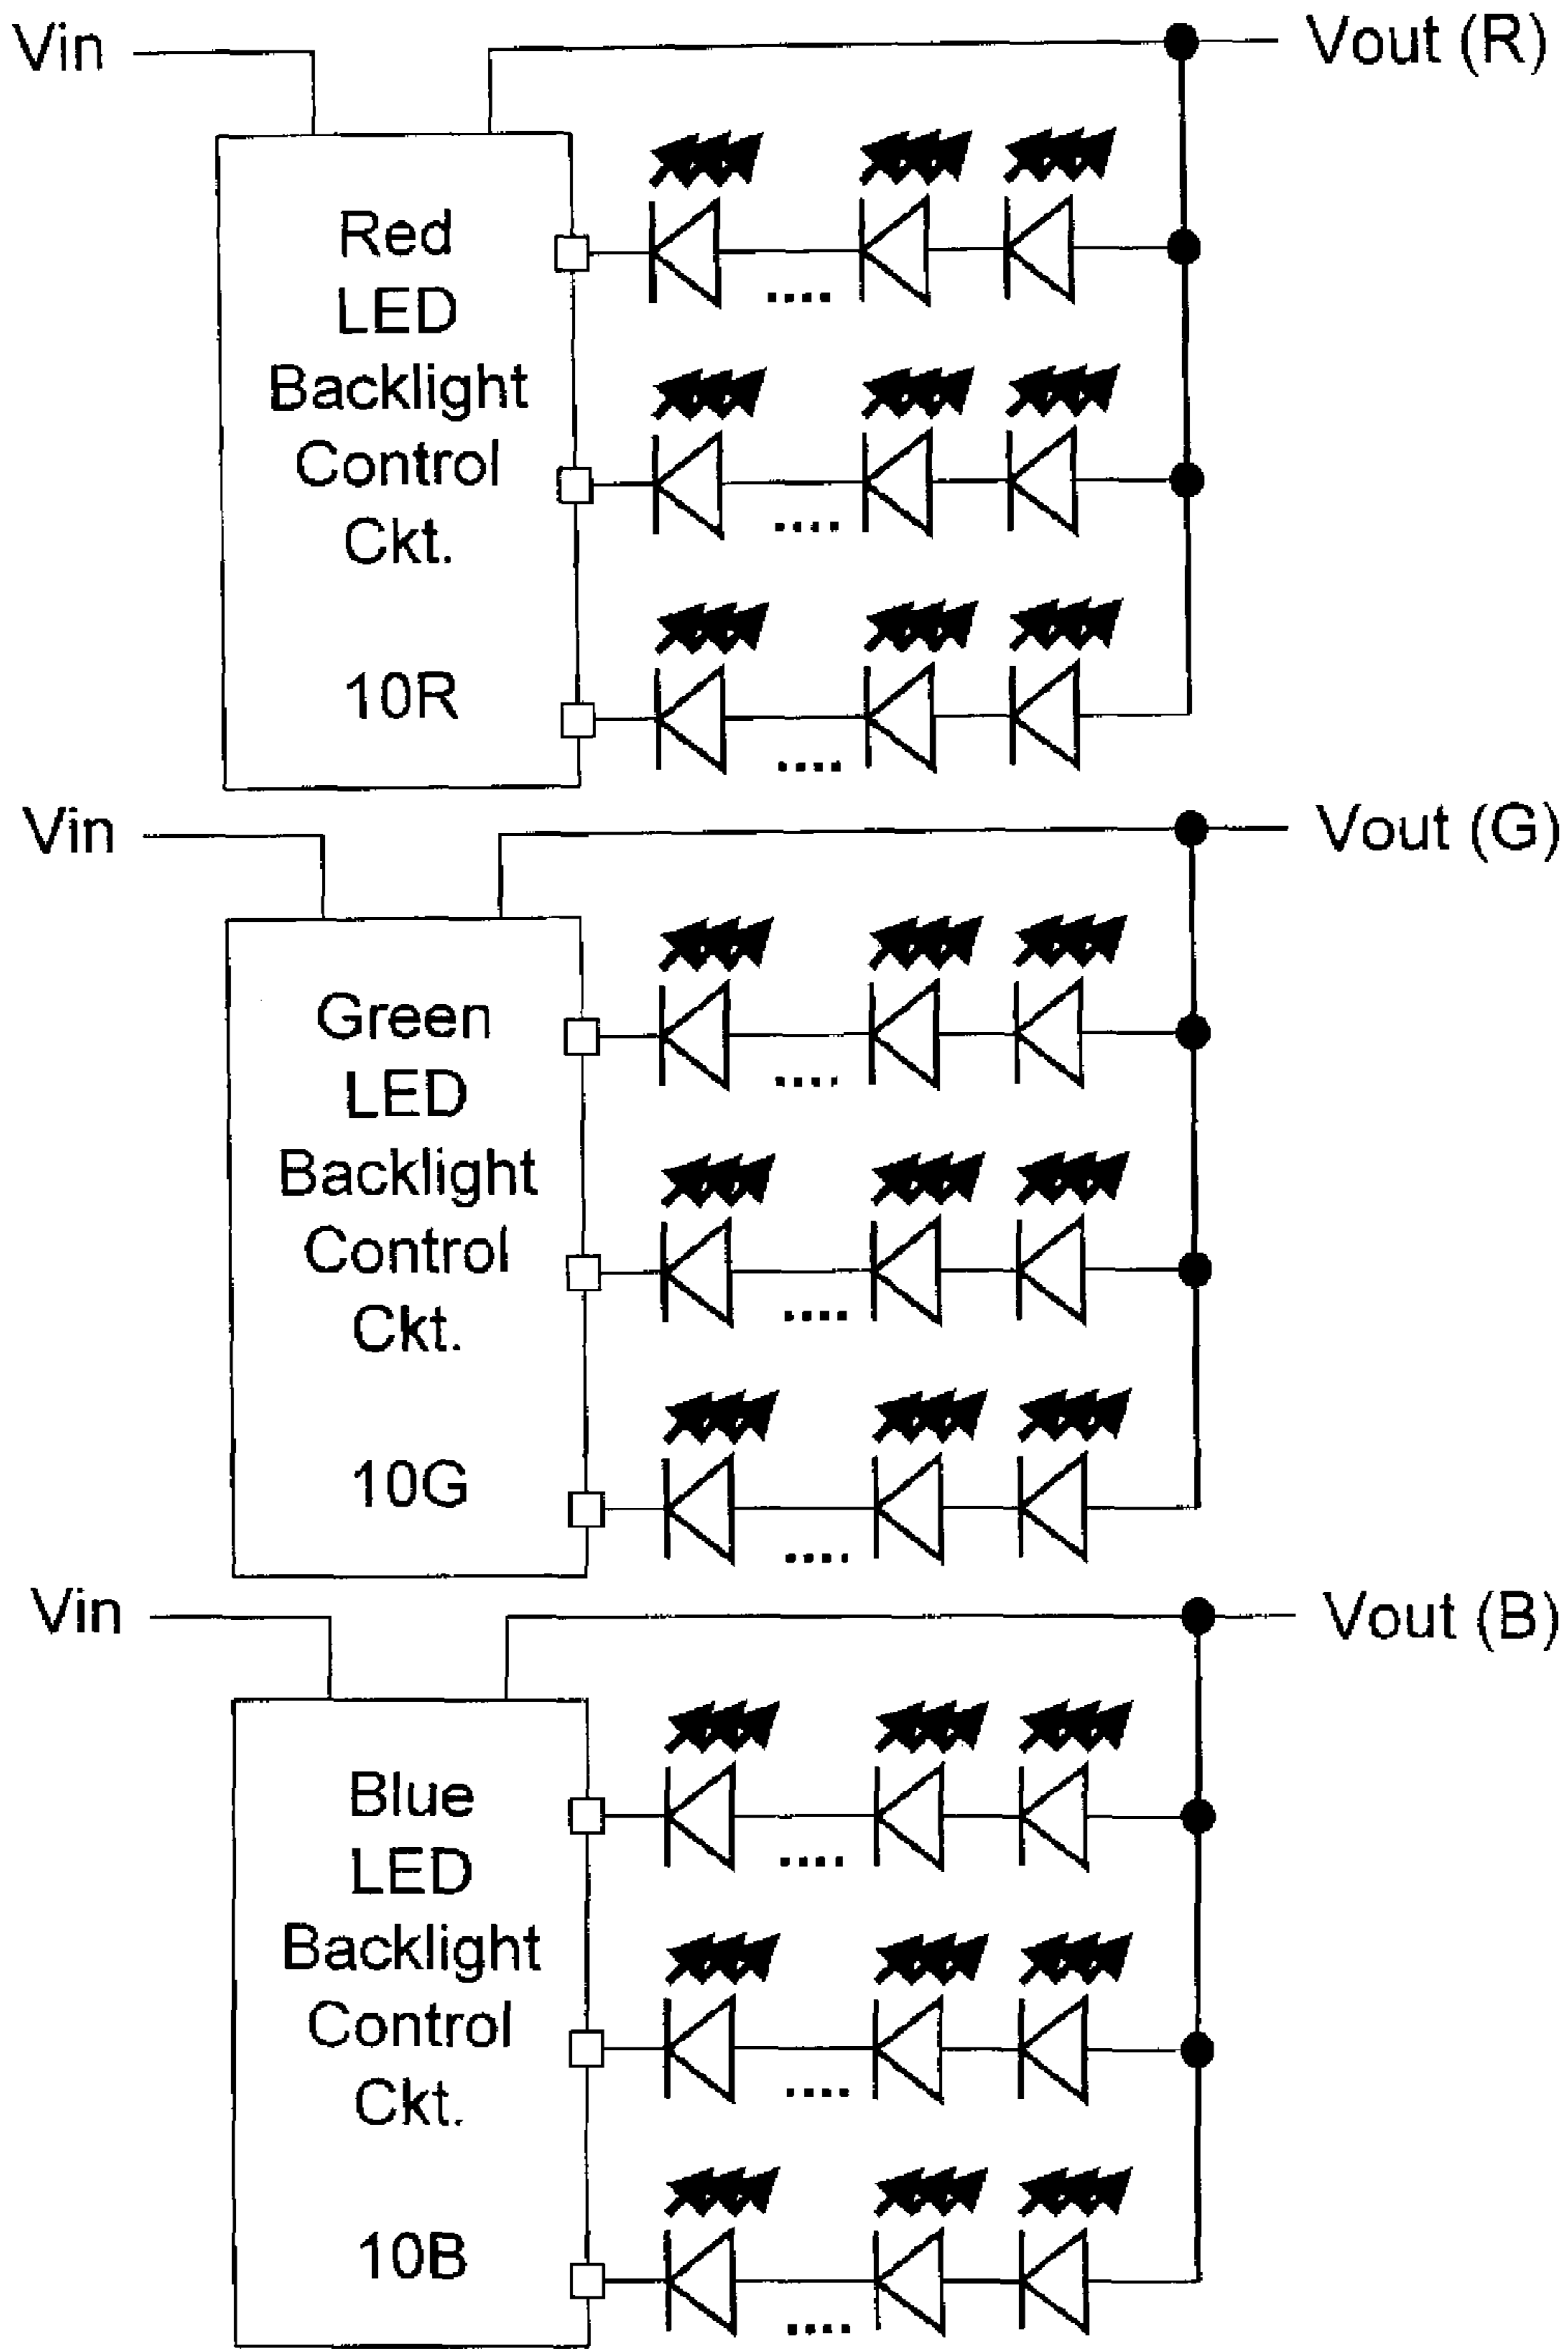 Vin
Vout (R)
Red
LED
Backlight
Control
Ckt.
10R
....
....
....
Vin
Vout (G)
Green
LED
Backlight
Control
Ckt.
10G
....
....
....
Vin
Vout (B)
Blue
LED
Backlight
Control
Ckt.
10B
....
....
....